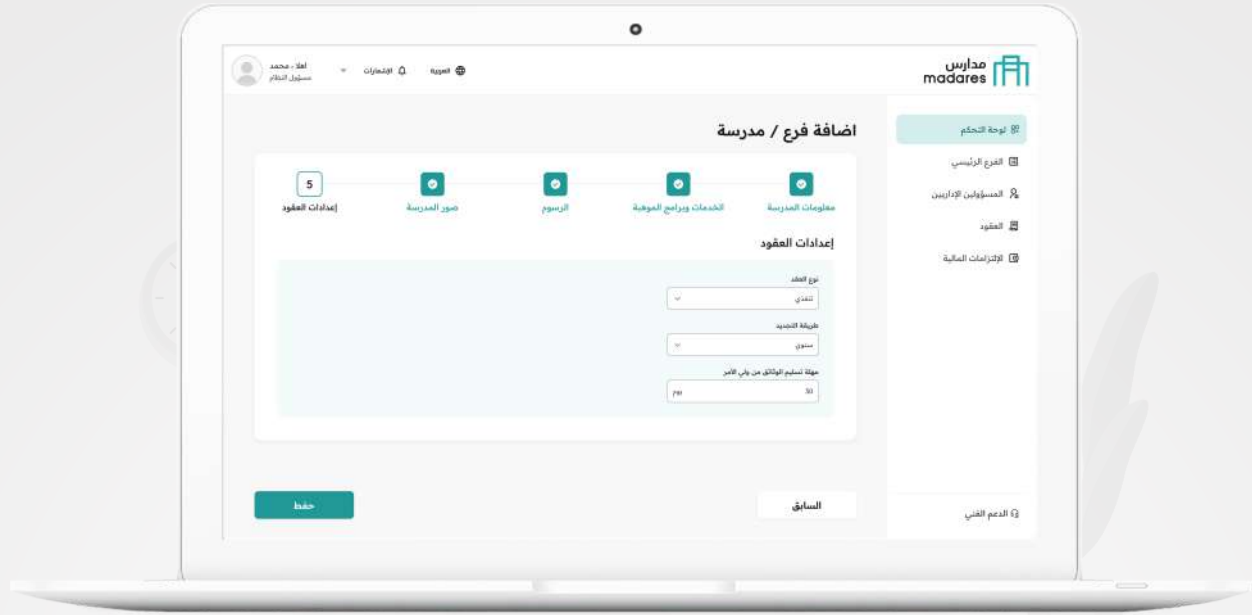 مدارس
madares
العربية
الإشعارات
اهلا ، محمد
مسؤول النظام
لوحة التحكم
الفرع الرئيسي
المسؤولين الإداريين
العقود
الإلتزامات المالية
الدعم الفني
اضافة فرع / مدرسة
معلومات المدرسة
الخدمات وبرامج الموهبة
الرسوم
صور المدرسة
5
إعدادات العقود
إعدادات العقود
نوع العقد
تنفذي
طريقة التجديد
سنوي
مهلة تسليم الوثائق من ولي الأمر
30
يوم
السابق
حفظ